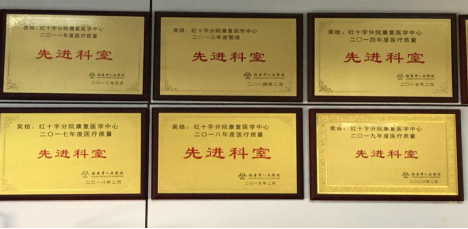 奖给：红十字分院康复医学中心
二〇一一年度医疗质量
先进科室
奖给：红十字分院康复医学中心
二〇一三年度管理
先进科室
二〇一四年二月
奖给：红十字分院康复医学中心
二〇一四年度医疗质量
先进科室
二〇一五年二月
奖给：红十字分院康复医学中心
二〇一七年度医疗质量
先进科室
二〇一八年二月
奖给：红十字分院康复医学中心
二〇一八年度医疗质量
先进科室
二〇一九年二月
奖给：红十字分院康复医学中心
二〇一九年度医疗质量
先进科室
二〇二〇年二月